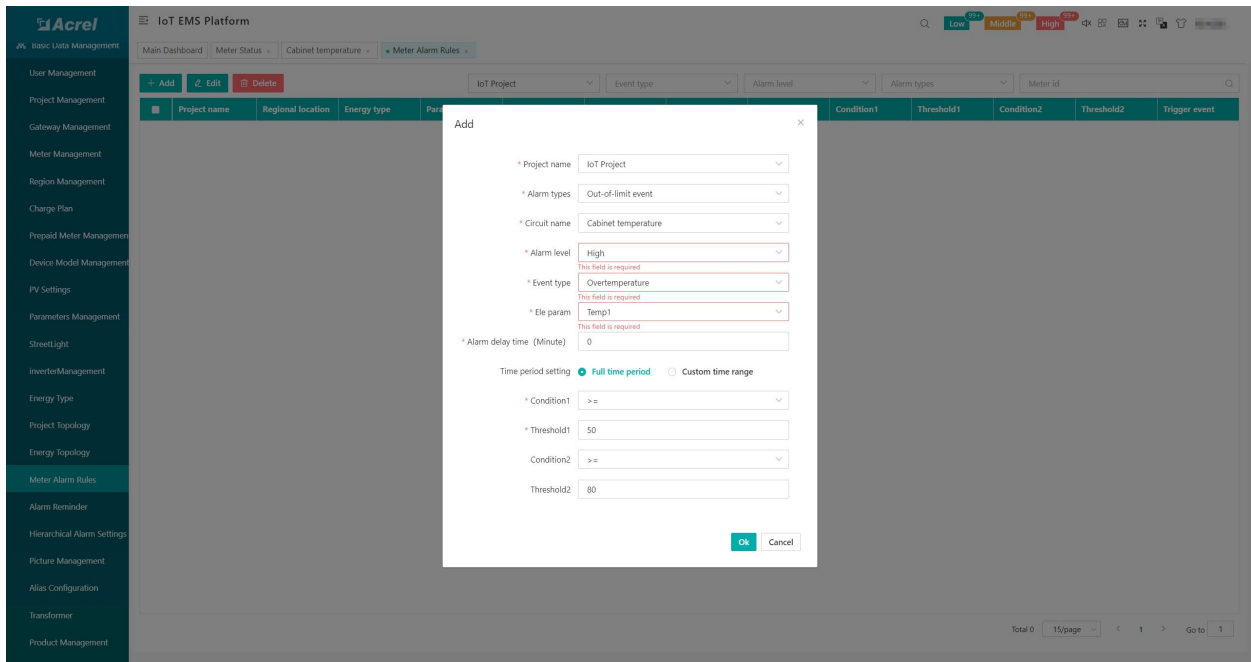 Acrel
IoT EMS Platform
Low 99+ Middle 99+ High 99+
Basic Data Management
Main Dashboard Meter Status Cabinet temperature Meter Alarm Rules
User Management
+ Add Edit Delete IoT Project Event type Alarm level Alarm types Meter id
Project Management
Project name Regional location Energy type Para Condition1 Threshold1 Condition2 Threshold2 Trigger event
Gateway Management
Meter Management
Region Management
Charge Plan
Prepaid Meter Managemen
Device Model Management
PV Settings
Parameters Management
StreetLight
inverterManagement
Energy Type
Project Topology
Energy Topology
Meter Alarm Rules
Alarm Reminder
Hierarchical Alarm Settings
Picture Management
Alias Configuration
Transformer
Product Management
Add
* Project name IoT Project
* Alarm types Out-of-limit event
* Circuit name Cabinet temperature
* Alarm level High
This field is required
* Event type Overtemperature
This field is required
* Ele param Temp1
This field is required
* Alarm delay time (Minute) 0
Time period setting Full time period Custom time range
* Condition1 >=
* Threshold1 50
Condition2 >=
Threshold2 80
Ok Cancel
Total 0 15/page < 1 > Go to 1